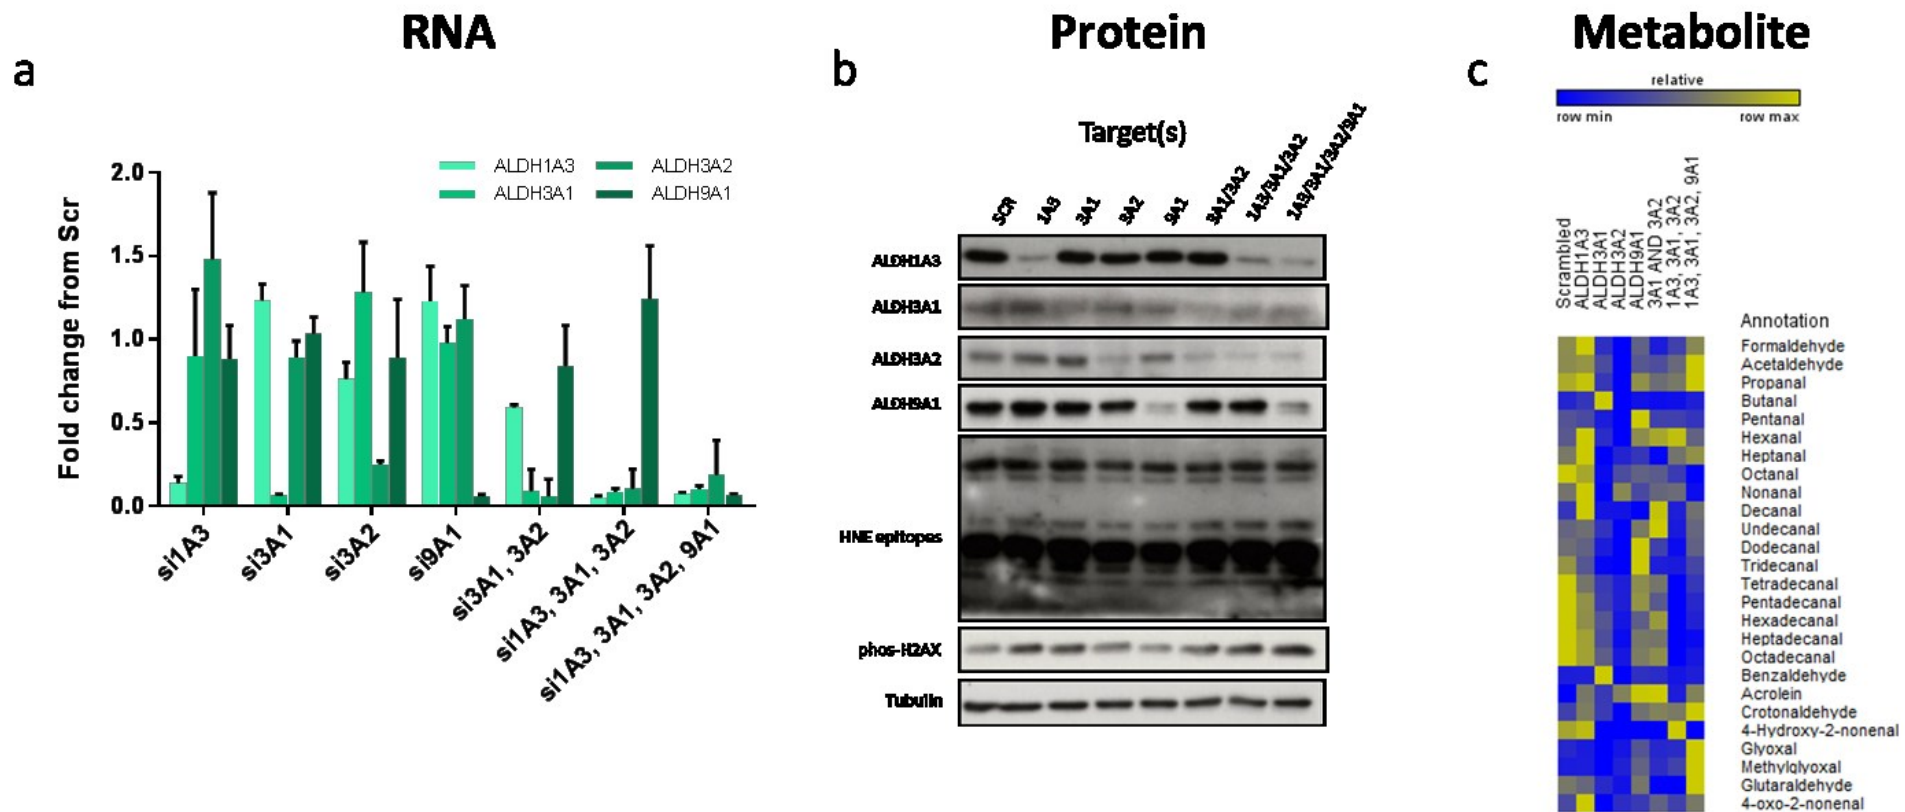 RNA
Protein
Metabolite
a
b
c
Fold change from Scr
2.0
1.5
1.0
0.5
0.0
ALDH1A3
ALDH3A2
ALDH3A1
ALDH9A1
si1A3
si3A1
si3A2
si9A1
si3A1, 3A2
si1A3, 3A1, 3A2
si1A3, 3A1, 3A2, 9A1
Target(s)
SCR
1A3
3A1
3A2
9A1
3A1/3A2
1A3/3A1/3A2
1A3/3A1/3A2/9A1
ALDH1A3
ALDH3A1
ALDH3A2
ALDH9A1
HNE epitopes
phos-H2AX
Tubulin
relative
row min
row max
Scrambled
ALDH1A3
ALDH3A1
ALDH3A2
ALDH9A1
3A1 AND 3A2
1A3, 3A1, 3A2
1A3, 3A1, 3A2, 9A1
Annotation
Formaldehyde
Acetaldehyde
Propanal
Butanal
Pentanal
Hexanal
Heptanal
Octanal
Nonanal
Decanal
Undecanal
Dodecanal
Tridecanal
Tetradecanal
Pentadecanal
Hexadecanal
Heptadecanal
Octadecanal
Benzaldehyde
Acrolein
Crotonaldehyde
4-Hydroxy-2-nonenal
Glyoxal
Methylglyoxal
Glutaraldehyde
4-oxo-2-nonenal